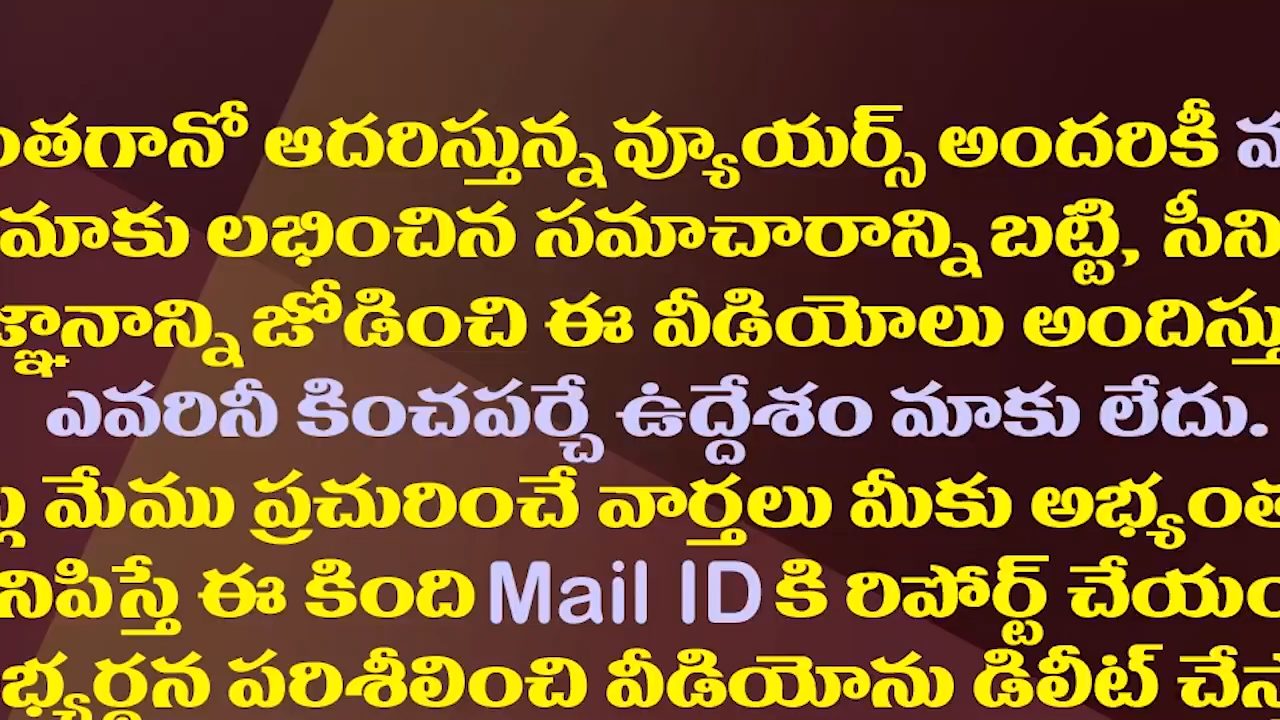 ంతగానో ఆదరిస్తున్న వ్యూయర్స్ అందరికీ
మాకు లభించిన సమాచారాన్ని బట్టి, సీని
జ్ఞానాన్ని జోడించి ఈ వీడియోలు అందిస్తు
ఎవరినీ కించపర్చే ఉద్దేశం మాకు లేదు.
మేము ప్రచురించే వార్తలు మీకు అభ్యంత
నిపిస్తే ఈ కింది Mail ID కి రిపోర్ట్ చేయం
భ్యర్థన పరిశీలించి వీడియోను డిలీట్ చేస